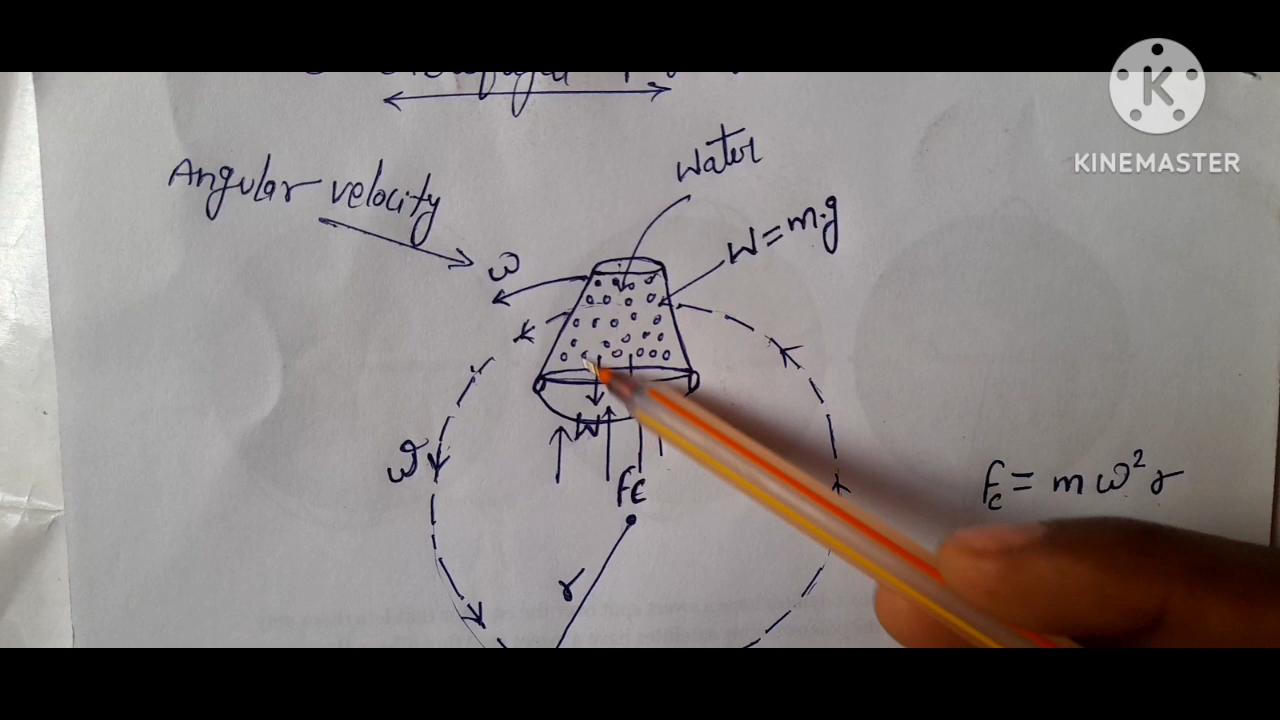 Angular velocity
water
W = m.g
ω
ω
W
Fc
r
Fc = mω²r
KINEMASTER